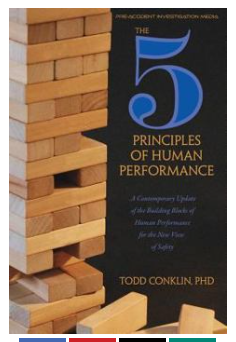 PRE-ACCIDENT INVESTIGATION MEDIA
THE
5
PRINCIPLES
OF HUMAN
PERFORMANCE
A Contemporary Update
of the Building Blocks of
Human Performance
for the New View
of Safety
TODD CONKLIN, PHD